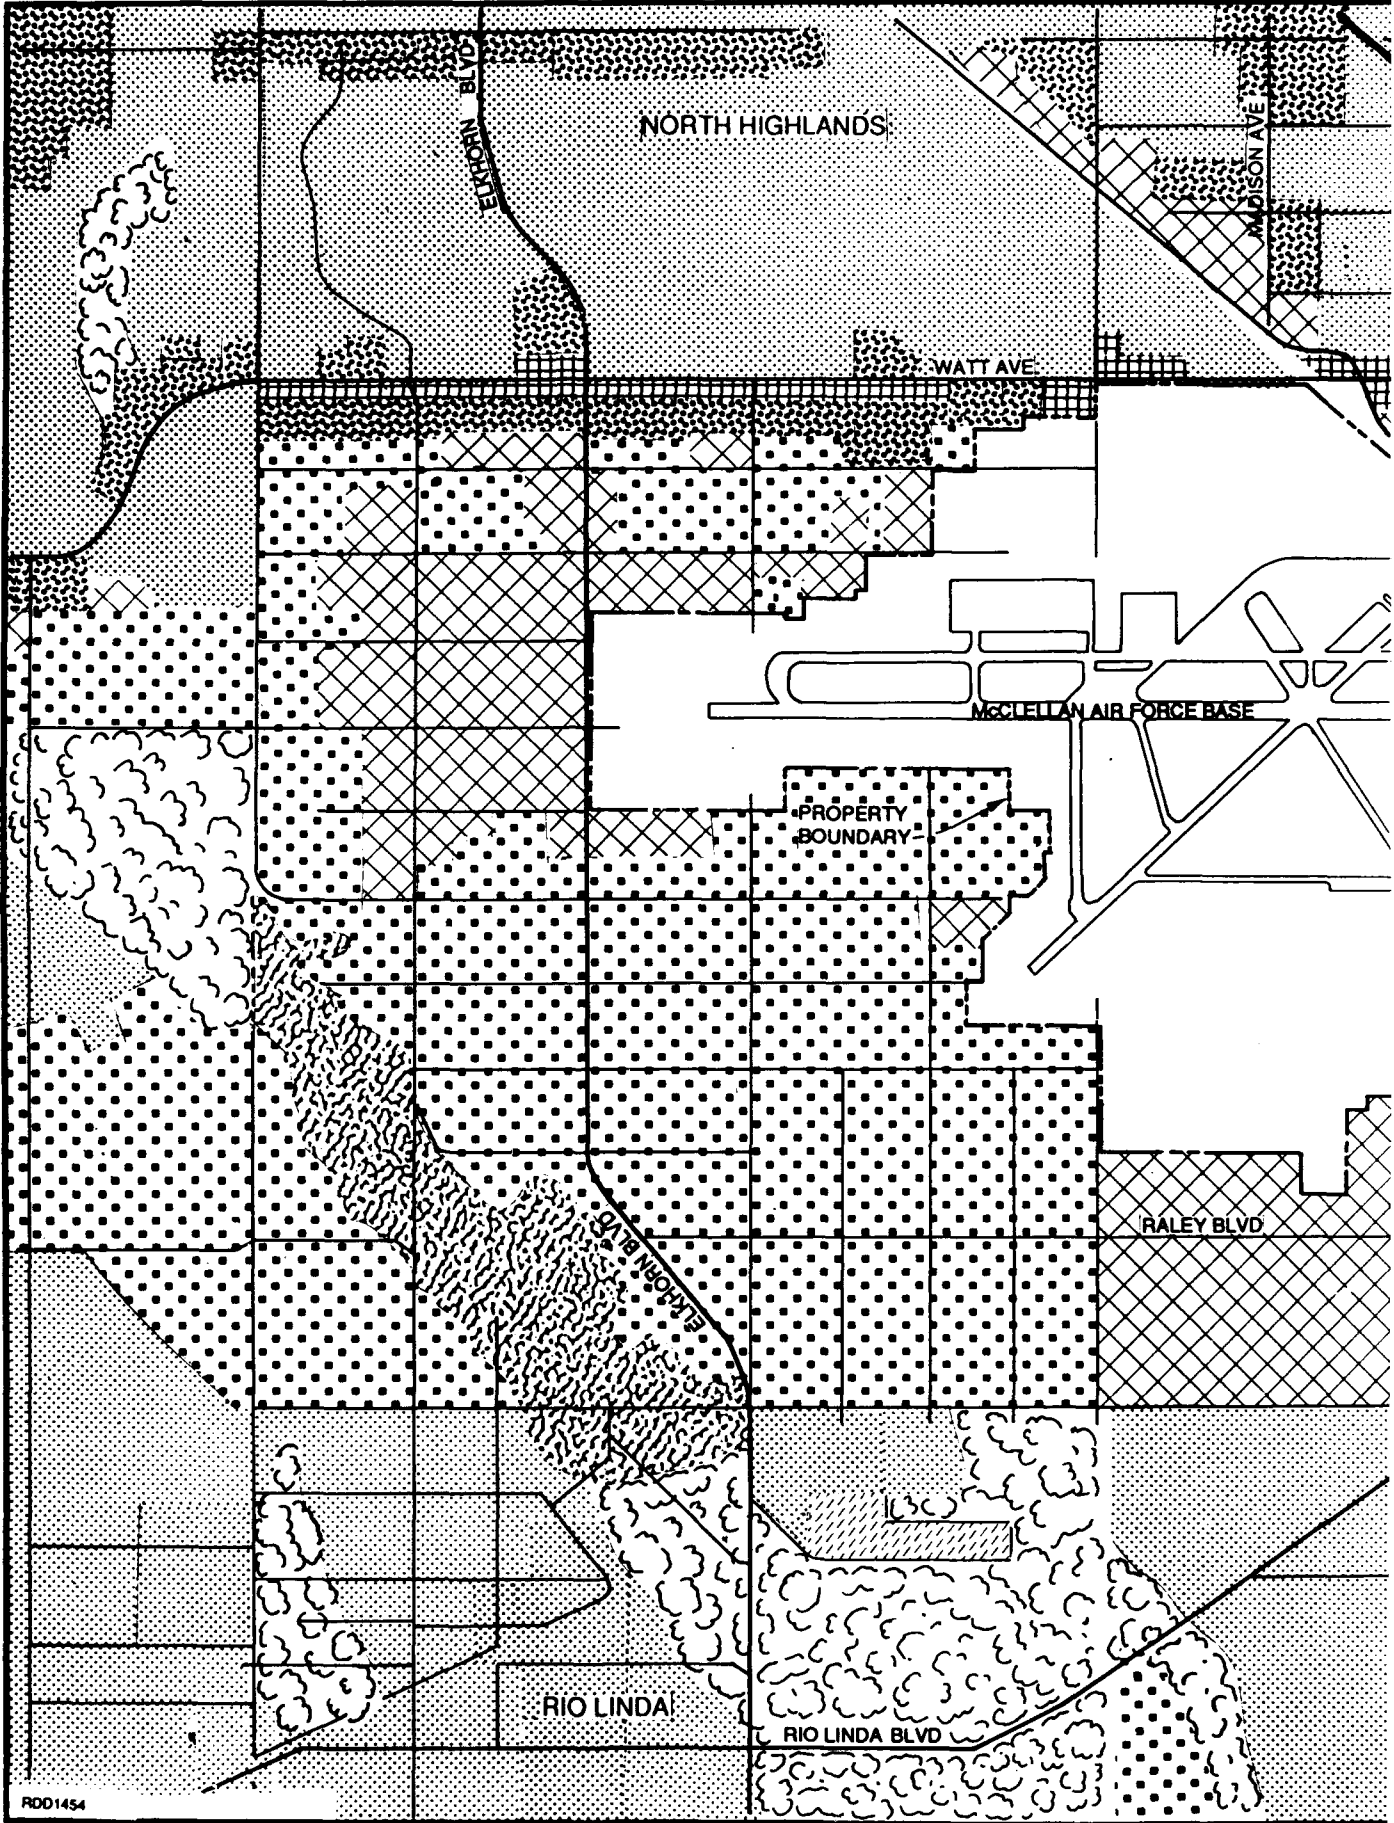 ELKHORN BLVD
NORTH HIGHLANDS
MADISON AVE
WATT AVE
McCLELLAN AIR FORCE BASE
PROPERTY
BOUNDARY
RALEY BLVD
ELKHORN BLVD
RIO LINDA
RIO LINDA BLVD
RDD1454